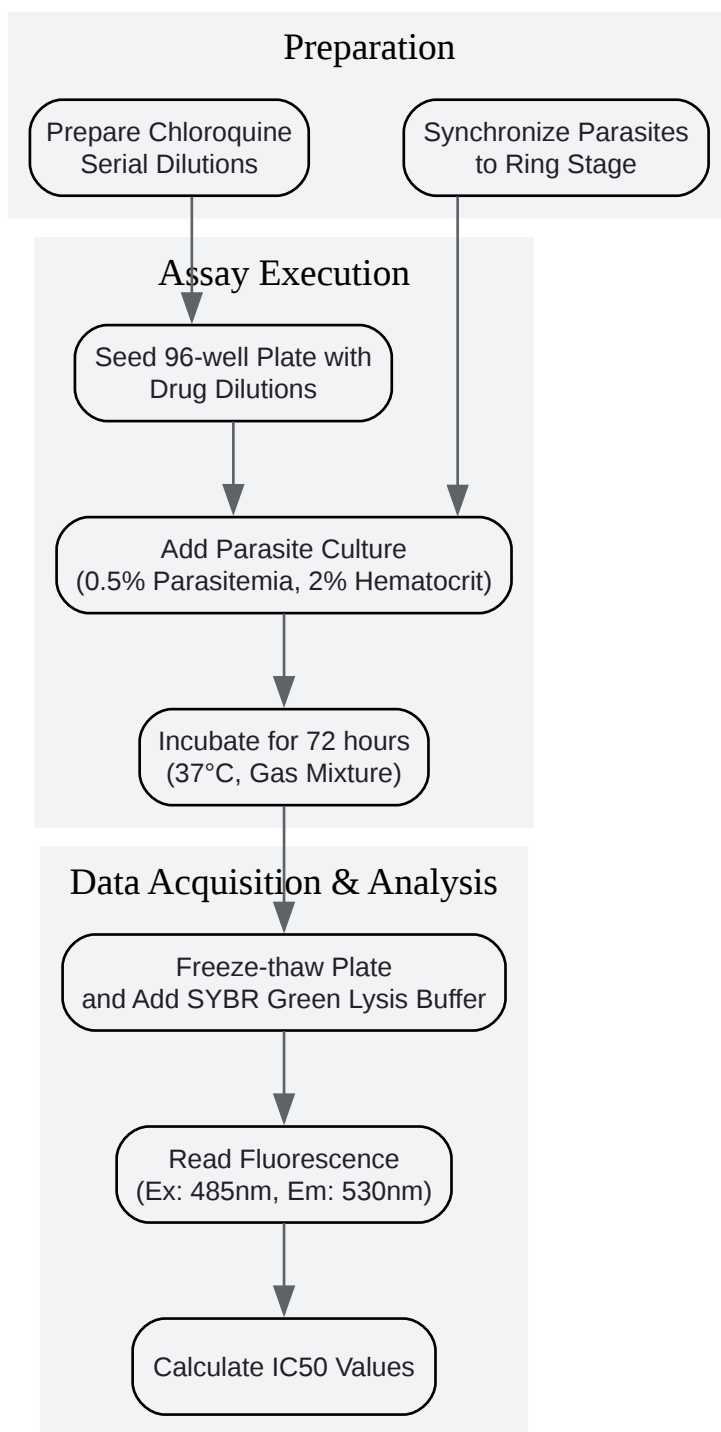 Preparation
Prepare Chloroquine
Serial Dilutions
Synchronize Parasites
to Ring Stage
Assay Execution
Seed 96-well Plate with
Drug Dilutions
Add Parasite Culture
(0.5% Parasitemia, 2% Hematocrit)
Incubate for 72 hours
(37°C, Gas Mixture)
Data Acquisition & Analysis
Freeze-thaw Plate
and Add SYBR Green Lysis Buffer
Read Fluorescence
(Ex: 485nm, Em: 530nm)
Calculate IC50 Values